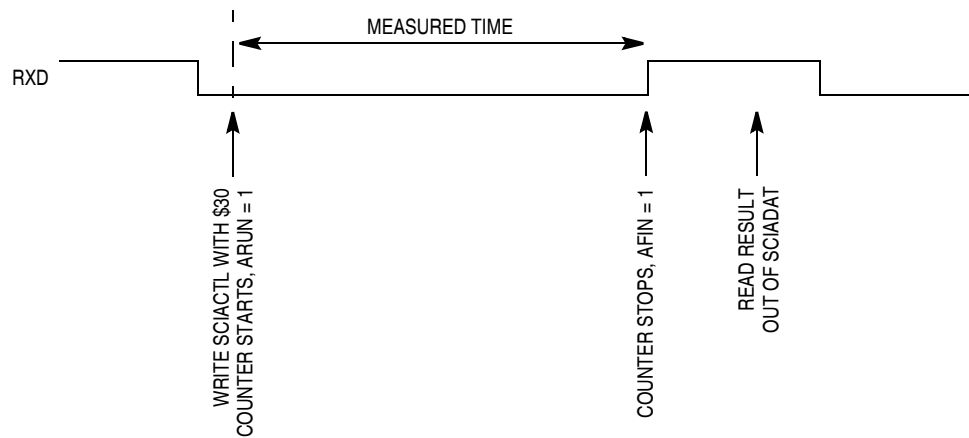 MEASURED TIME
RXD
WRITE SCIACTL WITH $30
COUNTER STARTS, ARUN = 1
COUNTER STOPS, AFIN = 1
READ RESULT
OUT OF SCIADAT